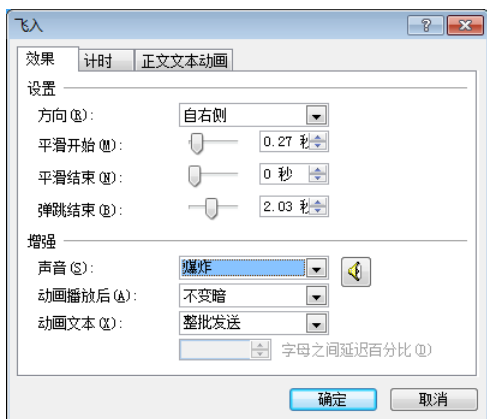 飞入
效果 计时 正文文本动画
设置
方向(R): 自右侧
平滑开始(M): 0.27 秒
平滑结束(N): 0 秒
弹跳结束(B): 2.03 秒
增强
声音(S): 爆炸
动画播放后(A): 不变暗
动画文本(X): 整批发送
字母之间延迟百分比(D)
确定 取消